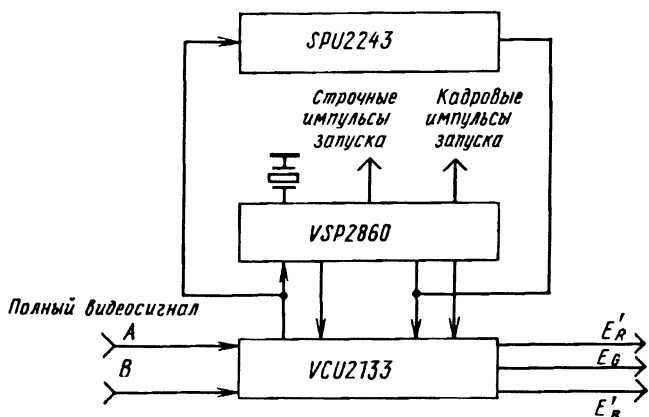 SPU2243
Строчные
импульсы
запуска
Кадровые
импульсы
запуска
VSP2860
Полный видеосигнал
A
B
VCU2133
E'R
EG
E'B